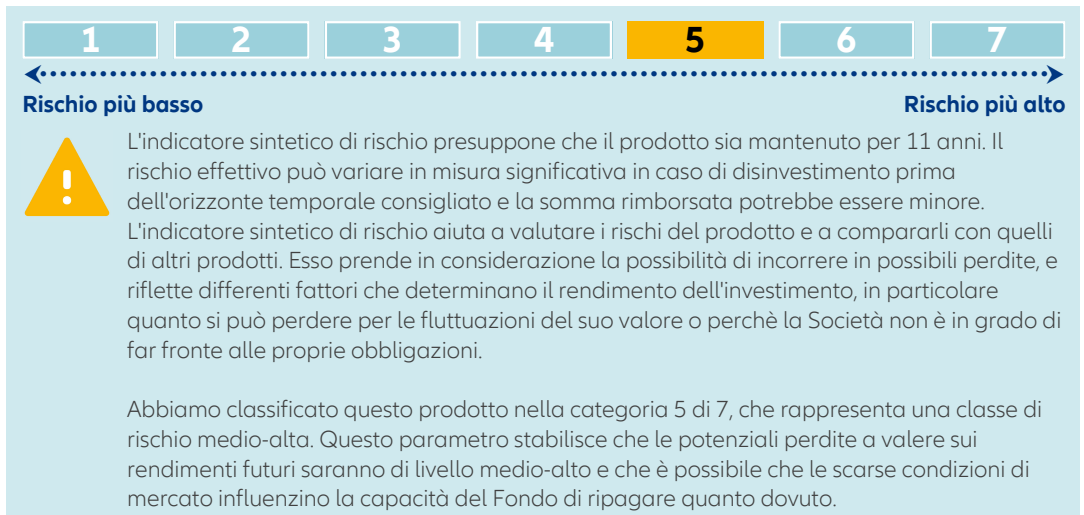 1 2 3 4 5 6 7
Rischio più basso Rischio più alto
L'indicatore sintetico di rischio presuppone che il prodotto sia mantenuto per 11 anni. Il
rischio effettivo può variare in misura significativa in caso di disinvestimento prima
dell'orizzonte temporale consigliato e la somma rimborsata potrebbe essere minore.
L'indicatore sintetico di rischio aiuta a valutare i rischi del prodotto e a compararli con quelli
di altri prodotti. Esso prende in considerazione la possibilità di incorrere in possibili perdite, e
riflette differenti fattori che determinano il rendimento dell'investimento, in particolare
quanto si può perdere per le fluttuazioni del suo valore o perchè la Società non è in grado di
far fronte alle proprie obbligazioni.
Abbiamo classificato questo prodotto nella categoria 5 di 7, che rappresenta una classe di
rischio medio-alta. Questo parametro stabilisce che le potenziali perdite a valere sui
rendimenti futuri saranno di livello medio-alto e che è possibile che le scarse condizioni di
mercato influenzino la capacità del Fondo di ripagare quanto dovuto.